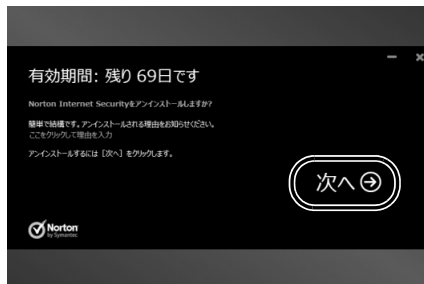 有効期間: 残り 69日です
Norton Internet Securityをアンインストールしますか?
簡単で結構です。アンインストールされる理由をお知らせください。
ここをクリックして理由を入力
アンインストールするには［次へ］をクリックします。
次へ
Norton
by Symantec